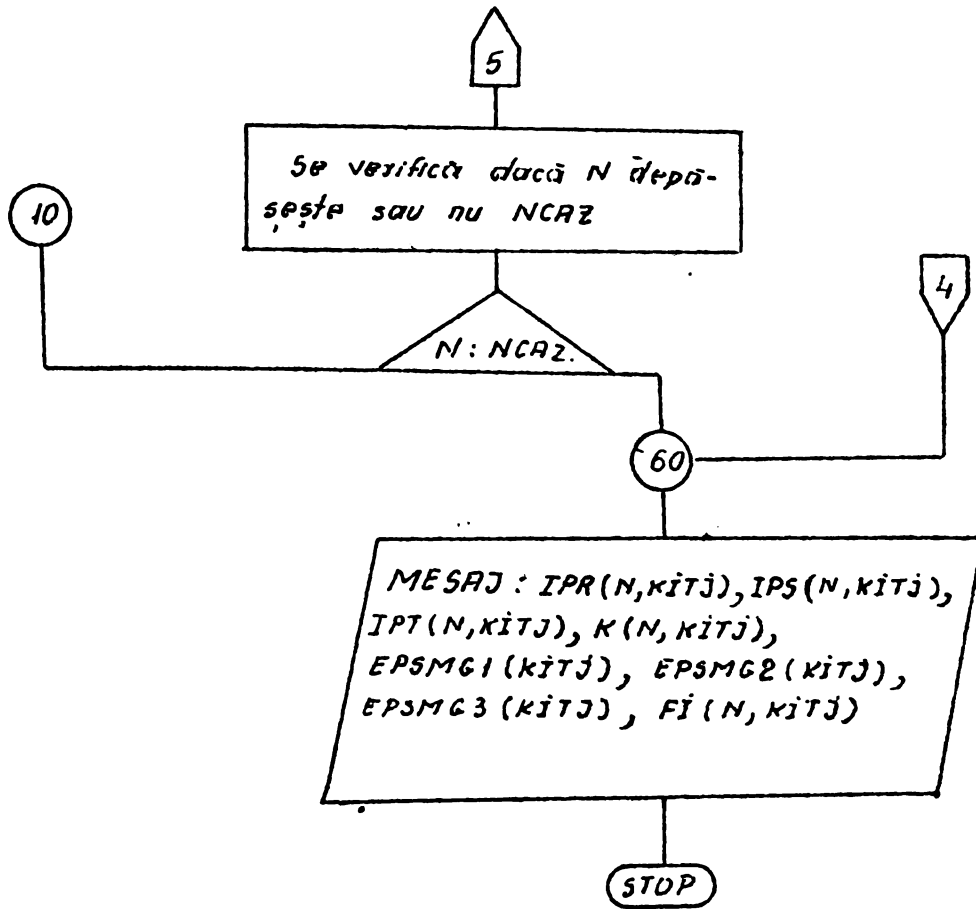 5
Se verifică dacă N depă-
șește sau nu NCAZ
10
4
N : NCAZ.
60
MESAJ : IPR(N,KITJ), IPS(N,KITJ),
IPT(N,KITJ), K(N, KITJ),
EPSMG1(KITJ), EPSMG2(KITJ),
EPSMG3(KITJ), FI(N, KITJ)
STOP